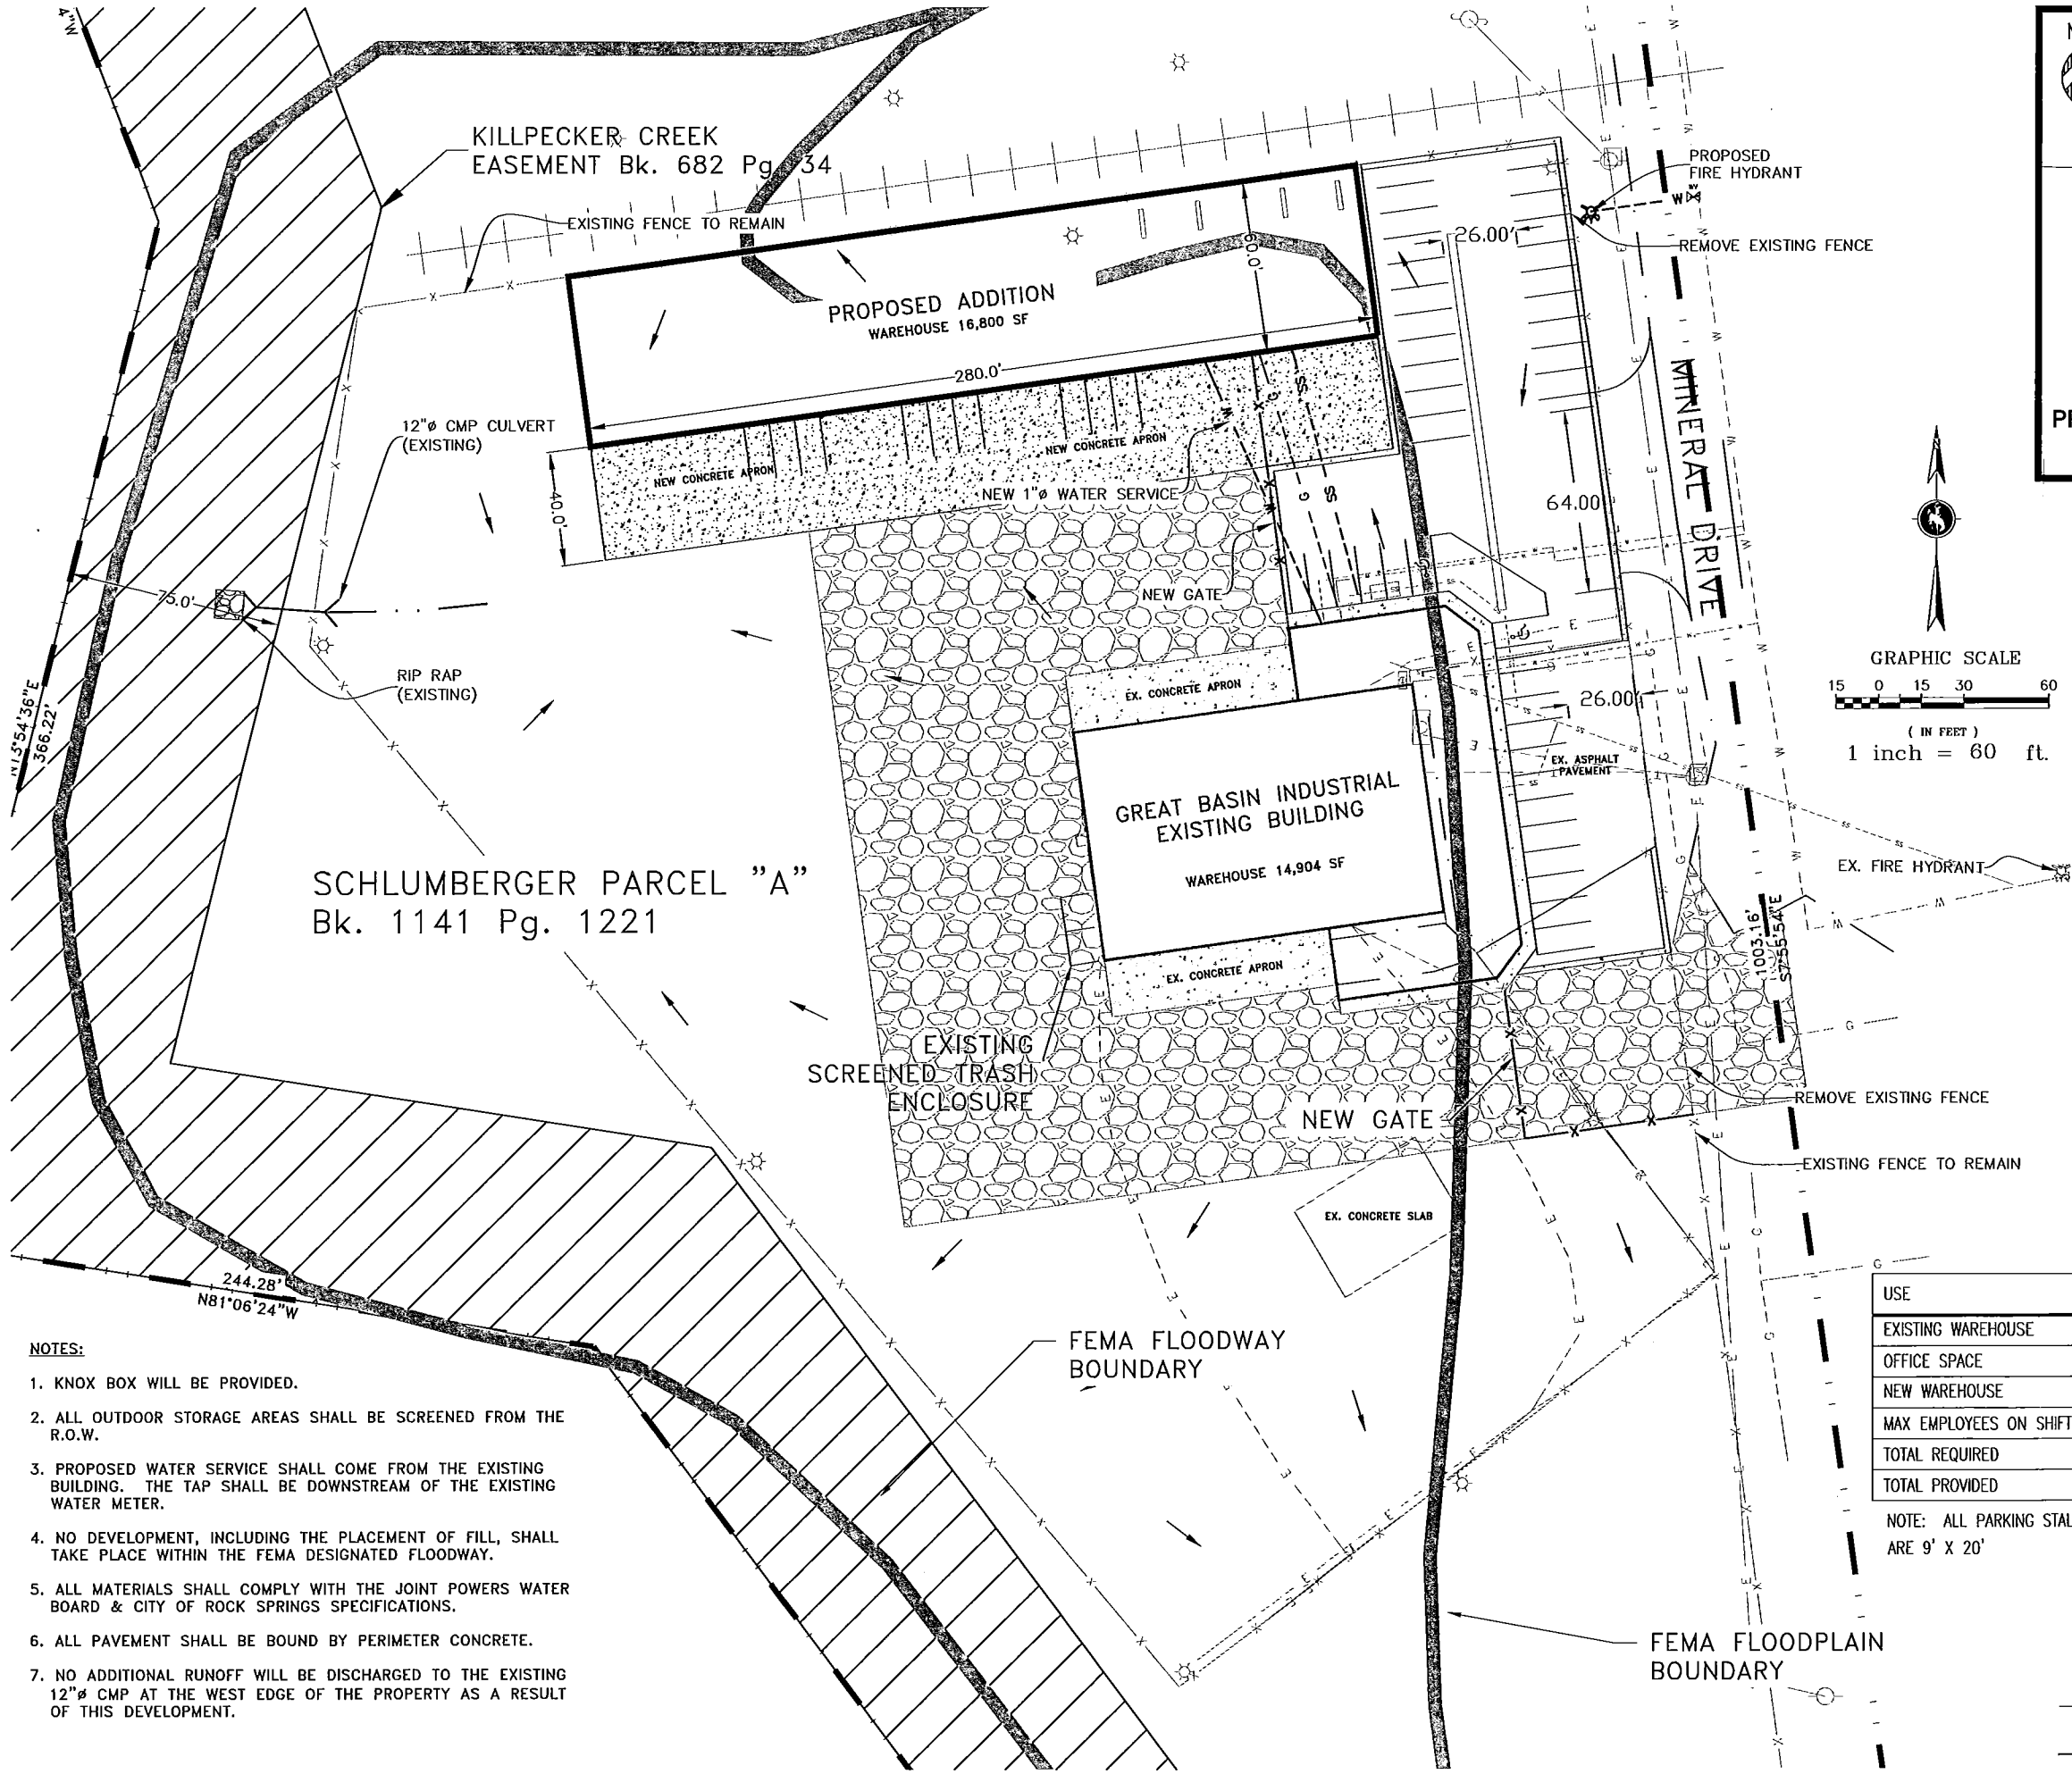 KILLPECKER CREEK
EASEMENT Bk. 682 Pg. 34
EXISTING FENCE TO REMAIN
PROPOSED
FIRE HYDRANT
REMOVE EXISTING FENCE
26.00'
60.0'
PROPOSED ADDITION
WAREHOUSE 16,800 SF
280.0'
12"ø CMP CULVERT
(EXISTING)
NEW CONCRETE APRON
NEW CONCRETE APRON
40.0'
NEW 1"ø WATER SERVICE
64.00'
MINERAL DRIVE
NEW GATE
75.0'
RIP RAP
(EXISTING)
N13°54'36"E
366.22'
EX. CONCRETE APRON
26.00'
EX. ASPHALT
PAVEMENT
GRAPHIC SCALE
15 0 15 30 60
( IN FEET )
1 inch = 60 ft.
GREAT BASIN INDUSTRIAL
EXISTING BUILDING
WAREHOUSE 14,904 SF
EX. FIRE HYDRANT
SCHLUMBERGER PARCEL "A"
Bk. 1141 Pg. 1221
1003.16'
S7°55'54"E
EX. CONCRETE APRON
EXISTING
SCREENED TRASH
ENCLOSURE
NEW GATE
REMOVE EXISTING FENCE
EXISTING FENCE TO REMAIN
EX. CONCRETE SLAB
244.28'
N81°06'24"W
FEMA FLOODWAY
BOUNDARY
USE
EXISTING WAREHOUSE
OFFICE SPACE
NEW WAREHOUSE
MAX EMPLOYEES ON SHIFT
TOTAL REQUIRED
TOTAL PROVIDED
NOTE: ALL PARKING STAL
ARE 9' X 20'
FEMA FLOODPLAIN
BOUNDARY
NOTES:
1. KNOX BOX WILL BE PROVIDED.
2. ALL OUTDOOR STORAGE AREAS SHALL BE SCREENED FROM THE
R.O.W.
3. PROPOSED WATER SERVICE SHALL COME FROM THE EXISTING
BUILDING. THE TAP SHALL BE DOWNSTREAM OF THE EXISTING
WATER METER.
4. NO DEVELOPMENT, INCLUDING THE PLACEMENT OF FILL, SHALL
TAKE PLACE WITHIN THE FEMA DESIGNATED FLOODWAY.
5. ALL MATERIALS SHALL COMPLY WITH THE JOINT POWERS WATER
BOARD & CITY OF ROCK SPRINGS SPECIFICATIONS.
6. ALL PAVEMENT SHALL BE BOUND BY PERIMETER CONCRETE.
7. NO ADDITIONAL RUNOFF WILL BE DISCHARGED TO THE EXISTING
12"ø CMP AT THE WEST EDGE OF THE PROPERTY AS A RESULT
OF THIS DEVELOPMENT.